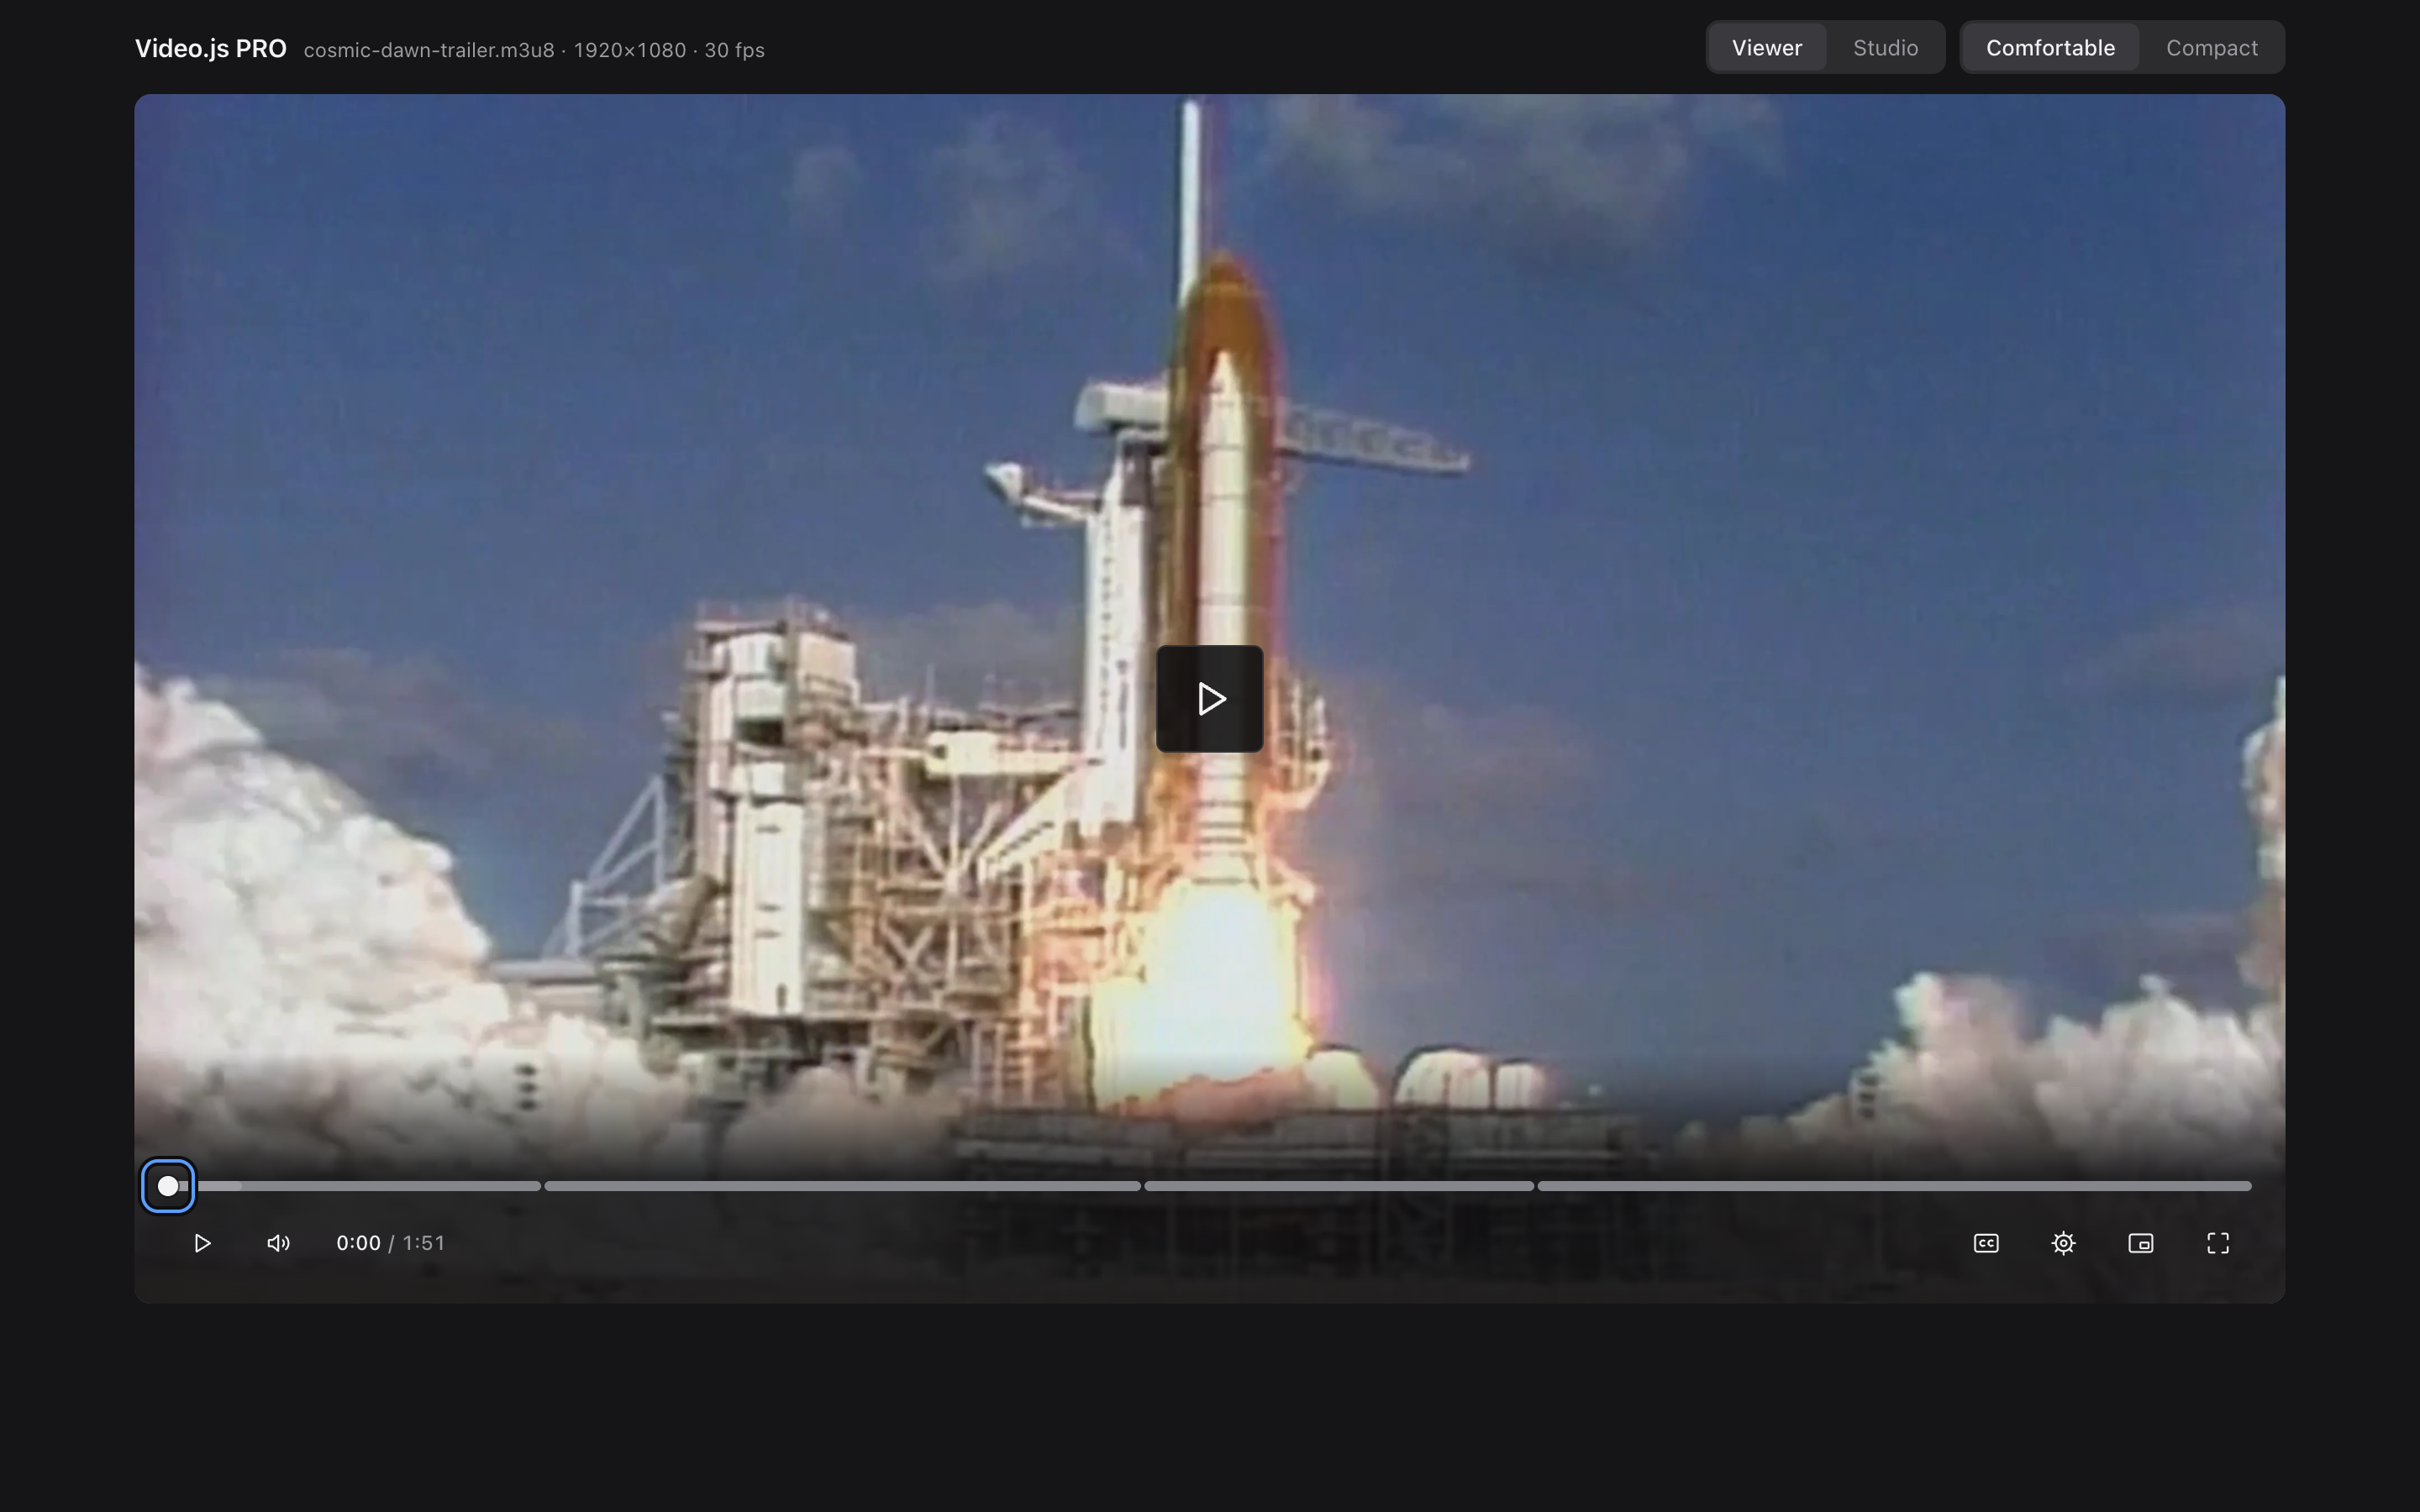 Video.js PRO cosmic-dawn-trailer.m3u8 · 1920×1080 · 30 fps
Viewer Studio Comfortable Compact
0:00 / 1:51
CC